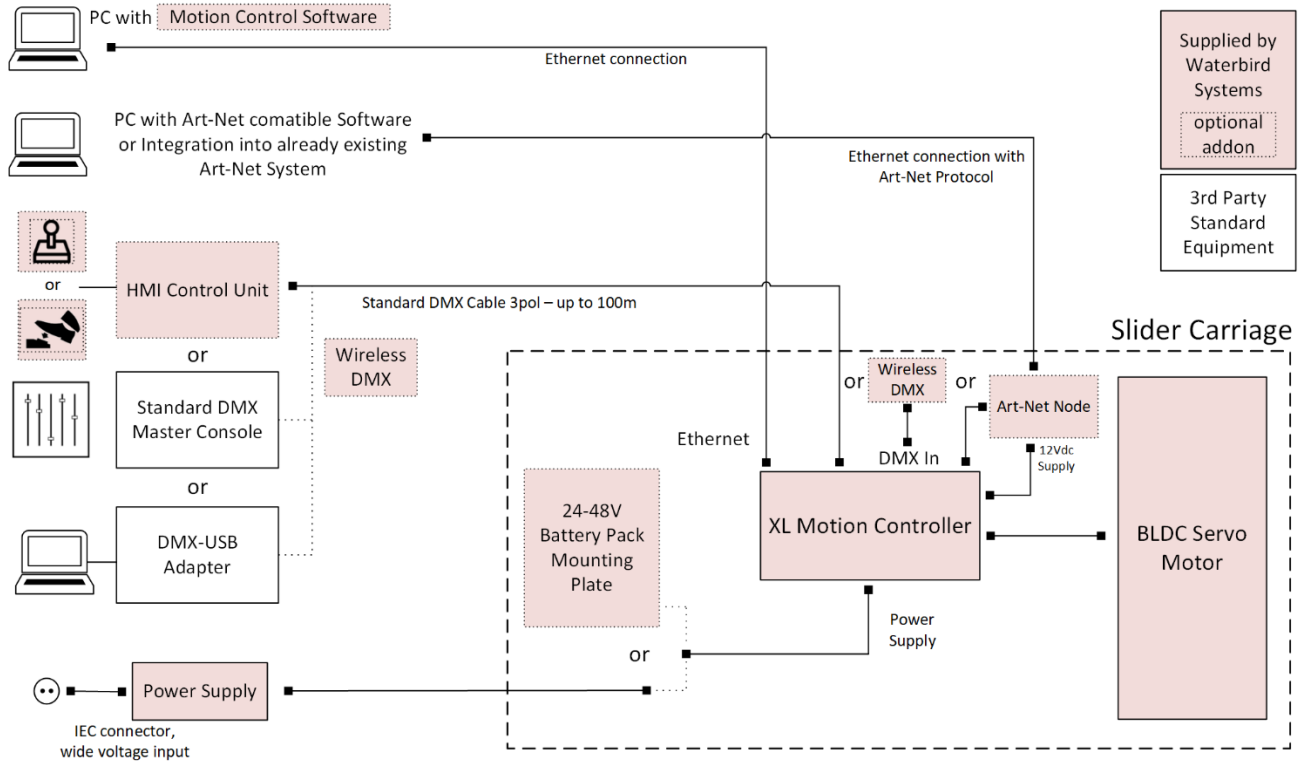 PC with Motion Control Software
Ethernet connection
Supplied by
Waterbird
Systems
optional
addon
3rd Party
Standard
Equipment
PC with Art-Net comatible Software
or Integration into already existing
Art-Net System
Ethernet connection with
Art-Net Protocol
or
HMI Control Unit
Standard DMX Cable 3pol – up to 100m
or
Wireless
DMX
Standard DMX
Master Console
or
DMX-USB
Adapter
Power Supply
IEC connector,
wide voltage input
Slider Carriage
Ethernet
or
Wireless
DMX
or
Art-Net Node
DMX In
12Vdc
Supply
24-48V
Battery Pack
Mounting
Plate
XL Motion Controller
BLDC Servo
Motor
Power
Supply
or